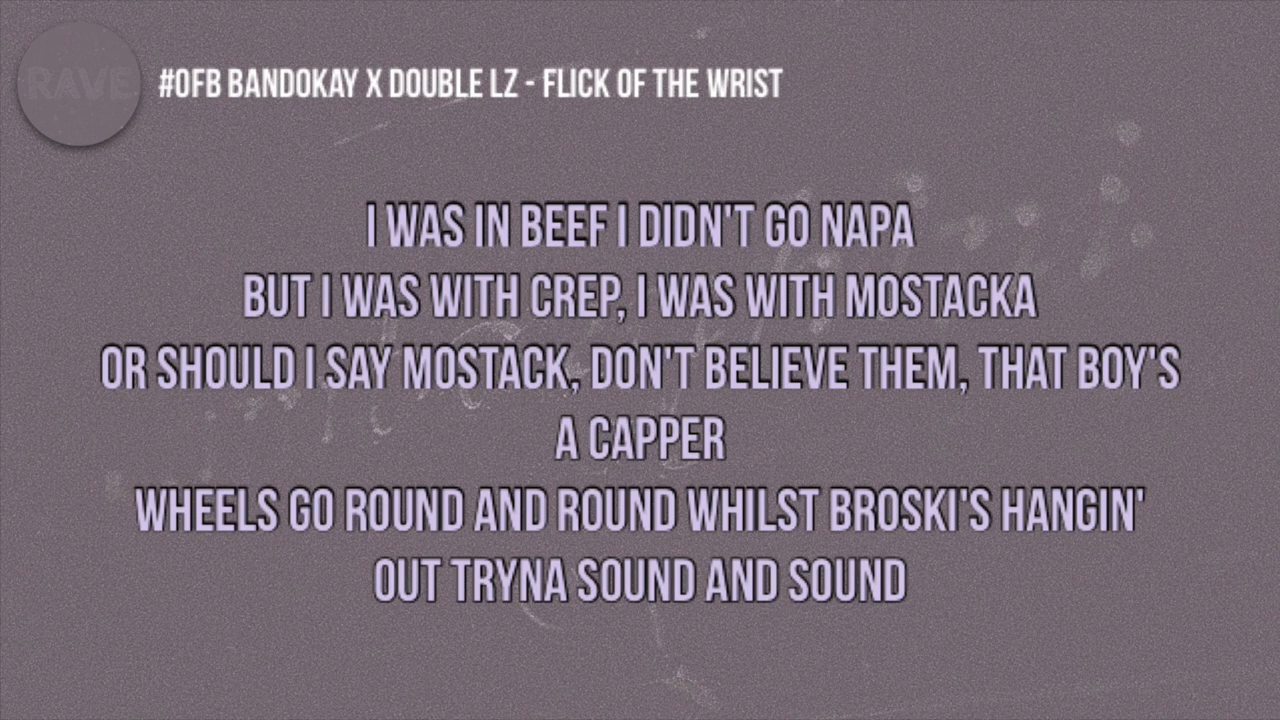 RAVE
#OFB BANDOKAY X DOUBLE LZ - FLICK OF THE WRIST
I WAS IN BEEF I DIDN'T GO NAPA
BUT I WAS WITH CREP, I WAS WITH MOSTACKA
OR SHOULD I SAY MOSTACK, DON'T BELIEVE THEM, THAT BOY'S
A CAPPER
WHEELS GO ROUND AND ROUND WHILST BROSKI'S HANGIN'
OUT TRYNA SOUND AND SOUND